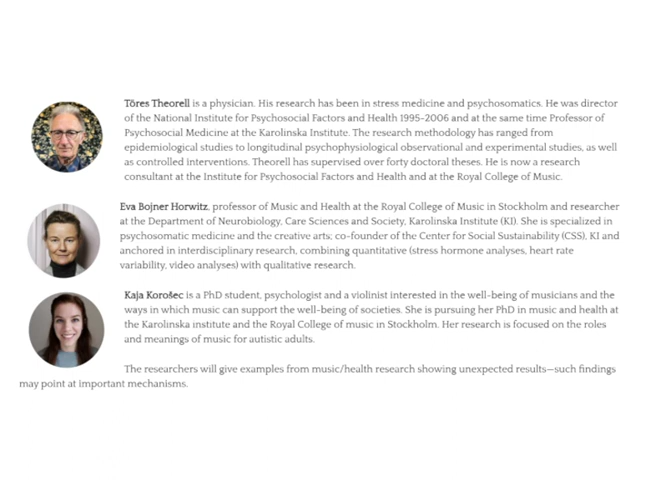 Töres Theorell is a physician. His research has been in stress medicine and psychosomatics. He was director
of the National Institute for Psychosocial Factors and Health 1995-2006 and at the same time Professor of
Psychosocial Medicine at the Karolinska Institute. The research methodology has ranged from
epidemiological studies to longitudinal psychophysiological observational and experimental studies, as well
as controlled interventions. Theorell has supervised over forty doctoral theses. He is now a research
consultant at the Institute for Psychosocial Factors and Health and at the Royal College of Music.
Eva Bojner Horwitz, professor of Music and Health at the Royal College of Music in Stockholm and researcher
at the Department of Neurobiology, Care Sciences and Society, Karolinska Institute (KI). She is specialized in
psychosomatic medicine and the creative arts; co-founder of the Center for Social Sustainability (CSS), KI and
anchored in interdisciplinary research, combining quantitative (stress hormone analyses, heart rate
variability, video analyses) with qualitative research.
Kaja Korošec is a PhD student, psychologist and a violinist interested in the well-being of musicians and the
ways in which music can support the well-being of societies. She is pursuing her PhD in music and health at
the Karolinska institute and the Royal College of music in Stockholm. Her research is focused on the roles
and meanings of music for autistic adults.
The researchers will give examples from music/health research showing unexpected results—such findings
may point at important mechanisms.